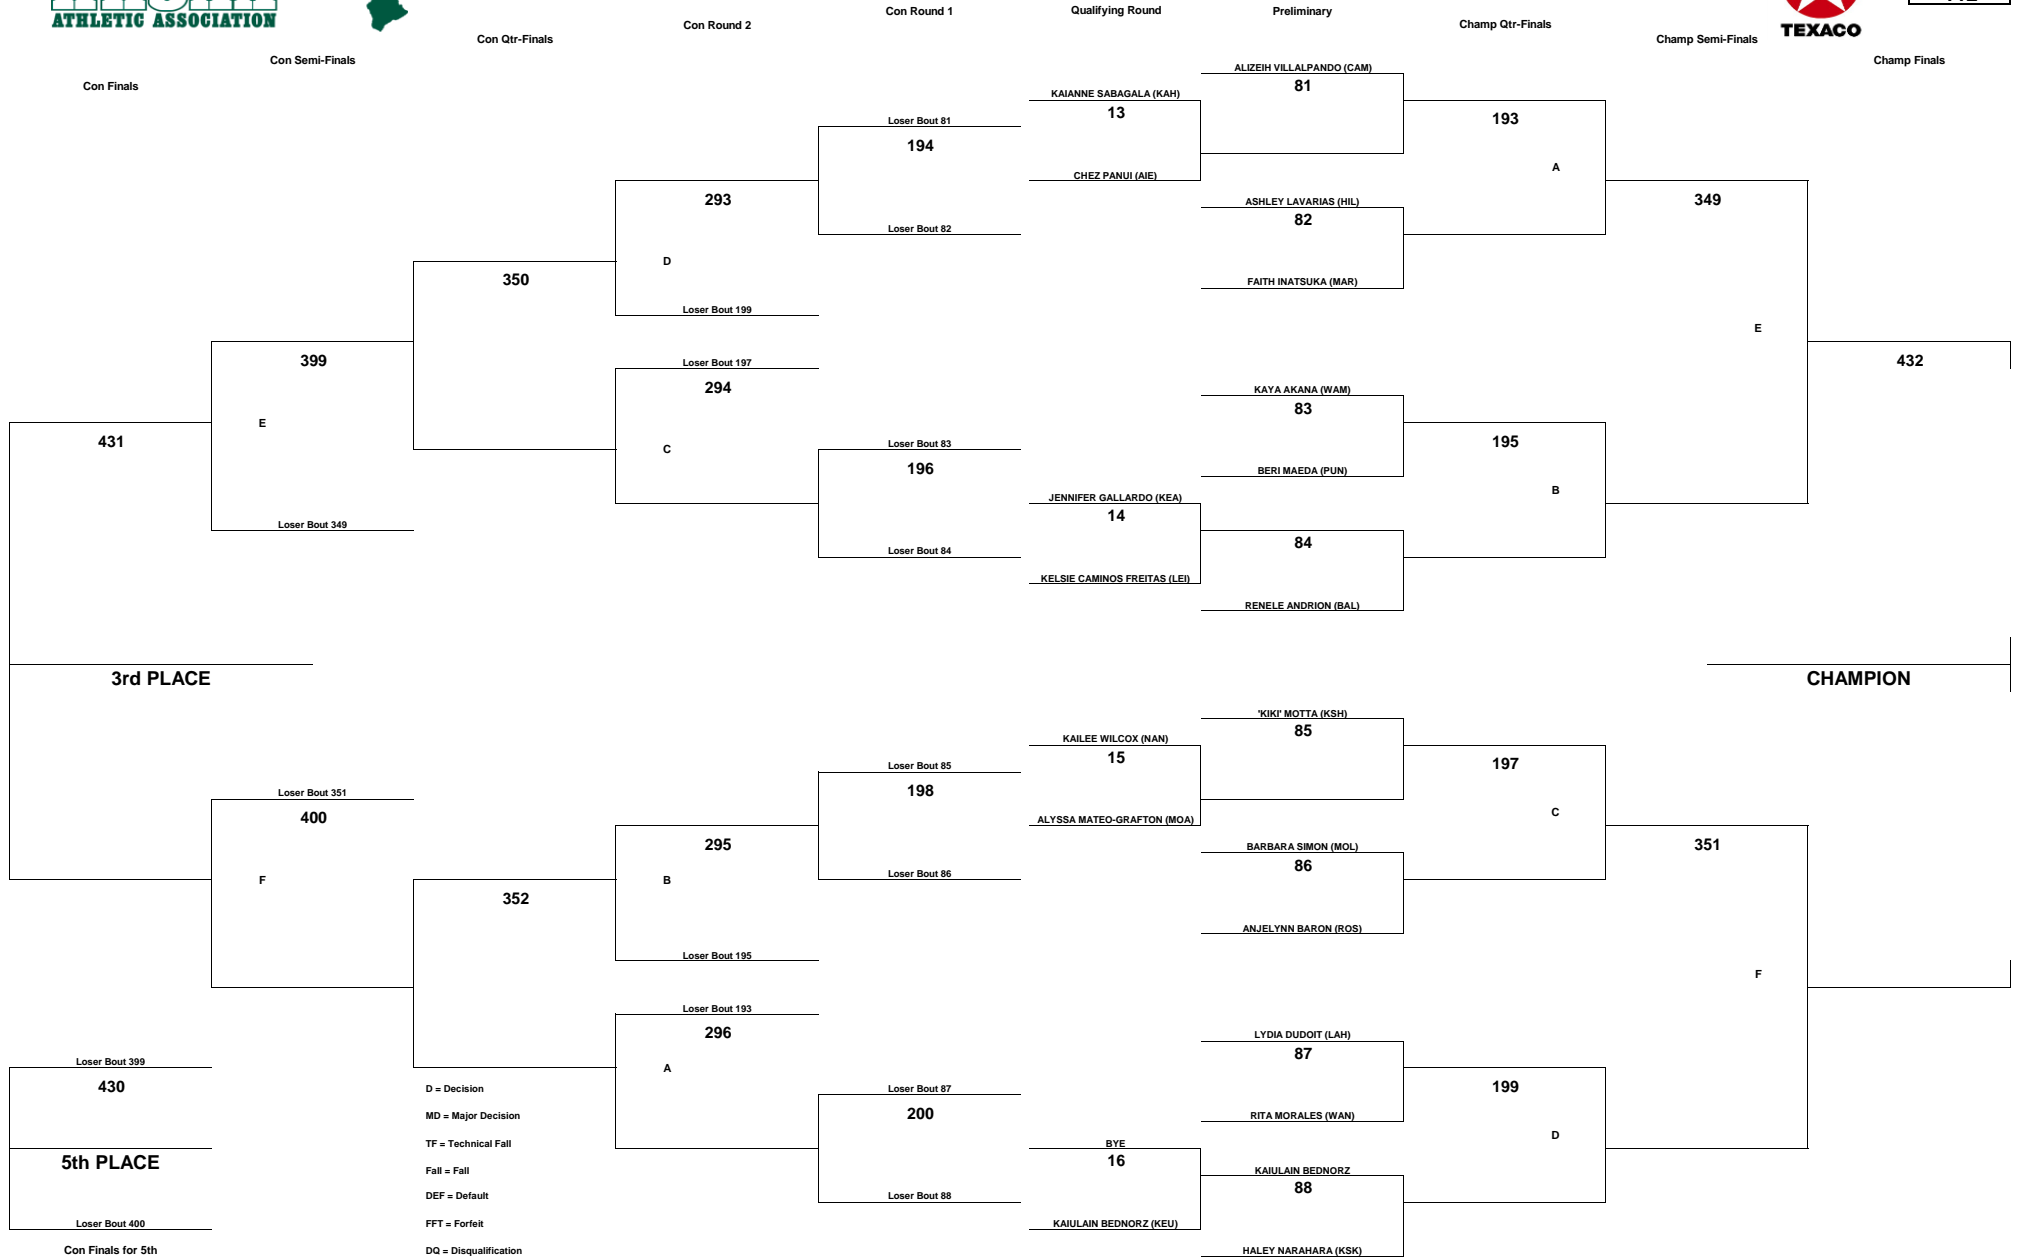 ATHLETIC ASSOCIATION
TEXACO
Con Finals
Con Semi-Finals
Con Qtr-Finals
Con Round 2
Con Round 1
Qualifying Round
Preliminary
Champ Qtr-Finals
Champ Semi-Finals
Champ Finals
ALIZEIH VILLALPANDO (CAM)
81
KAIANNE SABAGALA (KAH)
13
CHEZ PANUI (AIE)
193
A
Loser Bout 81
194
Loser Bout 82
ASHLEY LAVARIAS (HIL)
82
FAITH INATSUKA (MAR)
293
D
Loser Bout 199
349
E
350
399
E
Loser Bout 349
Loser Bout 197
294
C
432
KAYA AKANA (WAM)
83
BERI MAEDA (PUN)
195
B
431
Loser Bout 83
196
Loser Bout 84
JENNIFER GALLARDO (KEA)
14
KELSIE CAMINOS FREITAS (LEI)
84
RENELE ANDRION (BAL)
3rd PLACE
CHAMPION
'KIKI' MOTTA (KSH)
85
KAILEE WILCOX (NAN)
15
ALYSSA MATEO-GRAFTON (MOA)
197
C
Loser Bout 85
198
Loser Bout 86
Loser Bout 351
400
F
295
B
Loser Bout 195
BARBARA SIMON (MOL)
86
ANJELYNN BARON (ROS)
351
F
352
Loser Bout 193
296
A
LYDIA DUDOIT (LAH)
87
RITA MORALES (WAN)
199
D
Loser Bout 399
430
5th PLACE
Loser Bout 400
Con Finals for 5th
D = Decision
MD = Major Decision
TF = Technical Fall
Fall = Fall
DEF = Default
FFT = Forfeit
DQ = Disqualification
Loser Bout 87
200
Loser Bout 88
BYE
16
KAIULAIN BEDNORZ (KEU)
KAIULAIN BEDNORZ
88
HALEY NARAHARA (KSK)